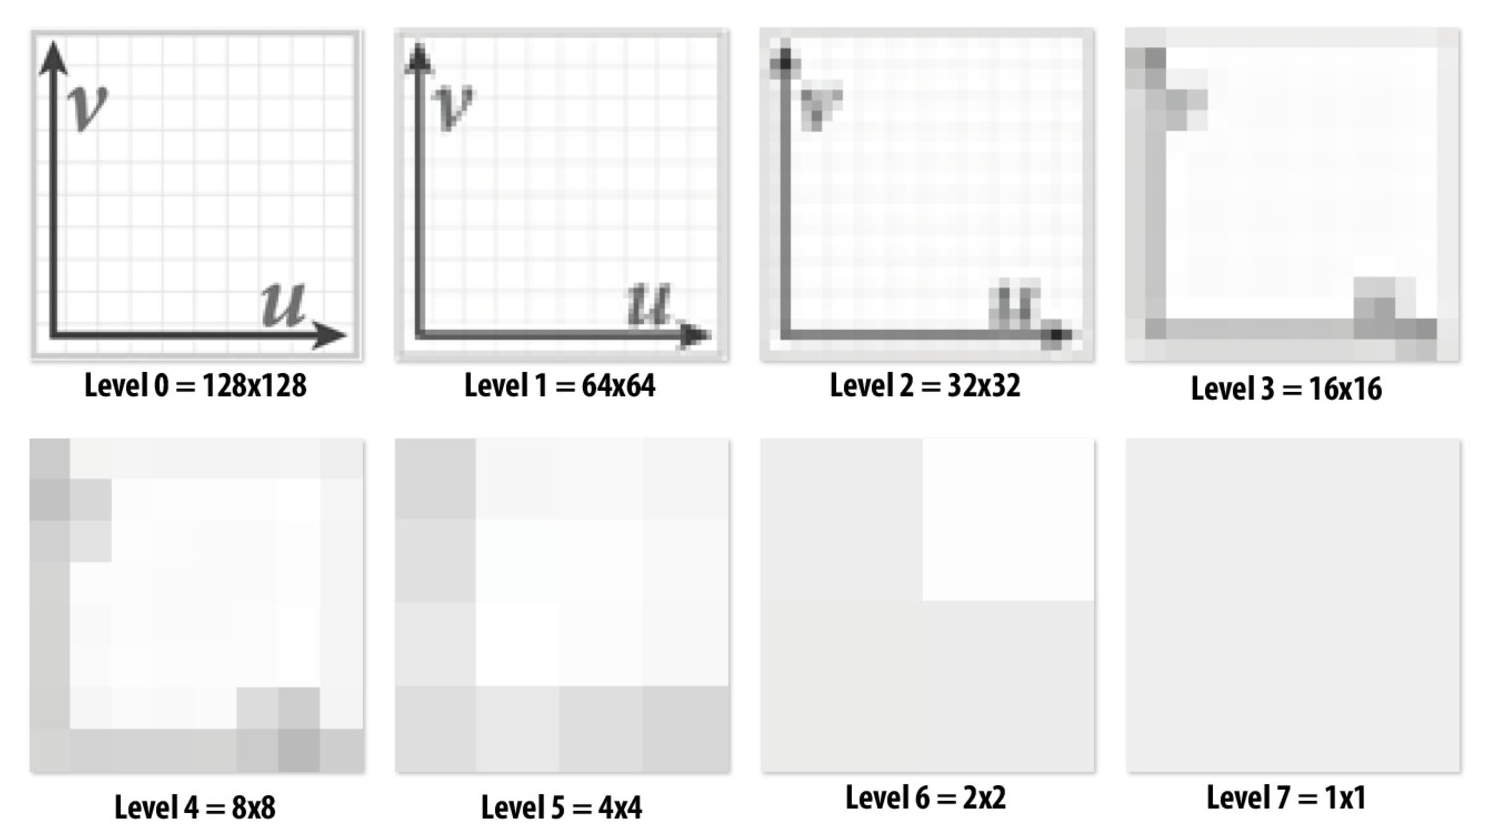 v
u
v
u
v
u
Level 0 = 128x128
Level 1 = 64x64
Level 2 = 32x32
Level 3 = 16x16
Level 4 = 8x8
Level 5 = 4x4
Level 6 = 2x2
Level 7 = 1x1